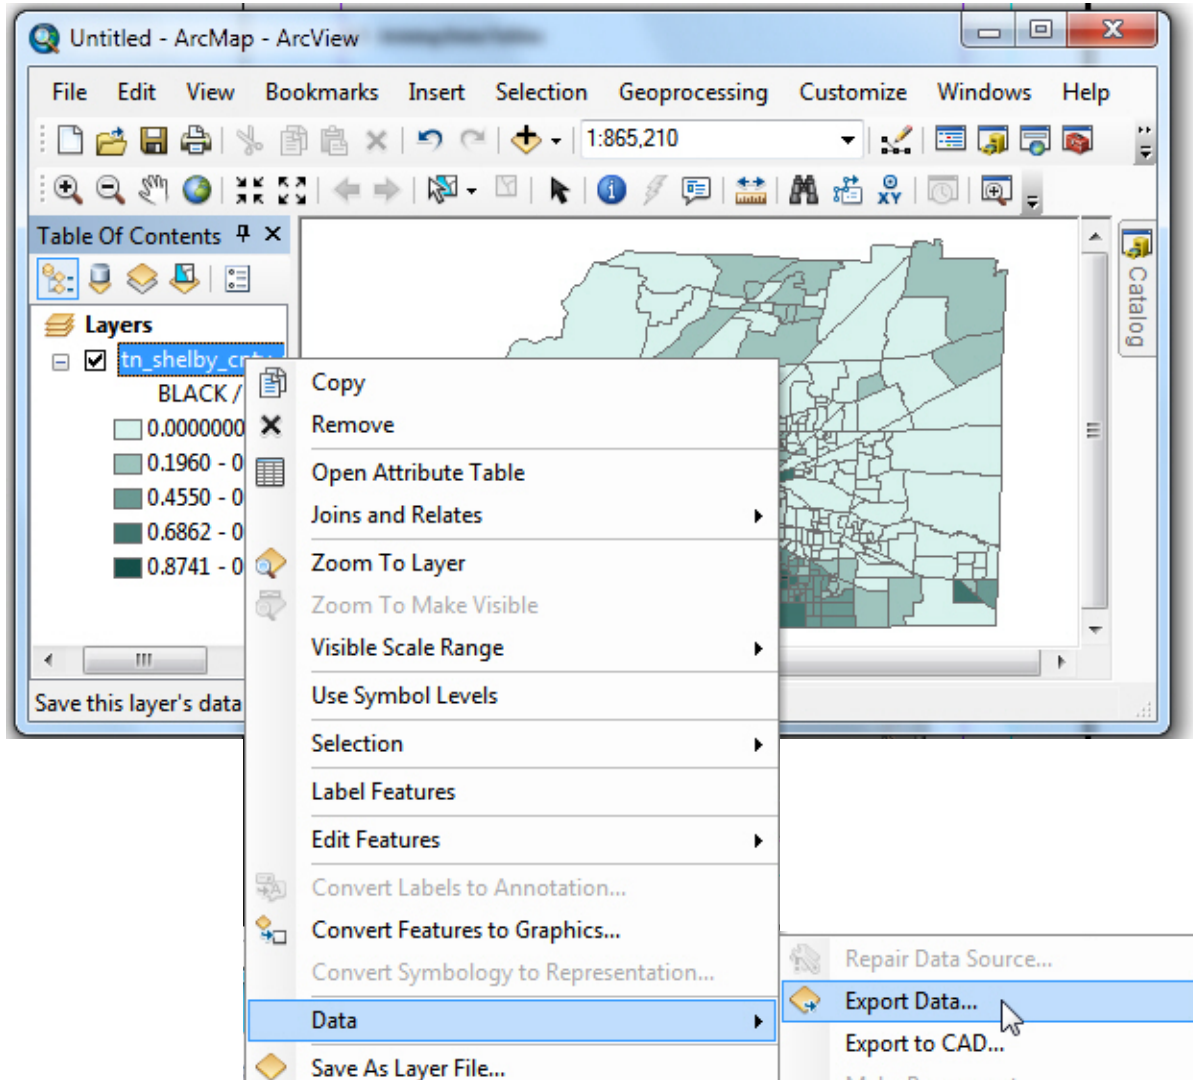 Untitled - ArcMap - ArcView
File Edit View Bookmarks Insert Selection Geoprocessing Customize Windows Help
1:865,210
XY
Table Of Contents
Catalog
Layers
tn_shelby_cnty
BLACK /
0.0000000
0.1960 - 0
0.4550 - 0
0.6862 - 0
0.8741 - 0
Save this layer's data
Copy
Remove
Open Attribute Table
Joins and Relates
Zoom To Layer
Zoom To Make Visible
Visible Scale Range
Use Symbol Levels
Selection
Label Features
Edit Features
Convert Labels to Annotation...
Convert Features to Graphics...
Convert Symbology to Representation...
Data
Save As Layer File...
Repair Data Source...
Export Data...
Export to CAD...